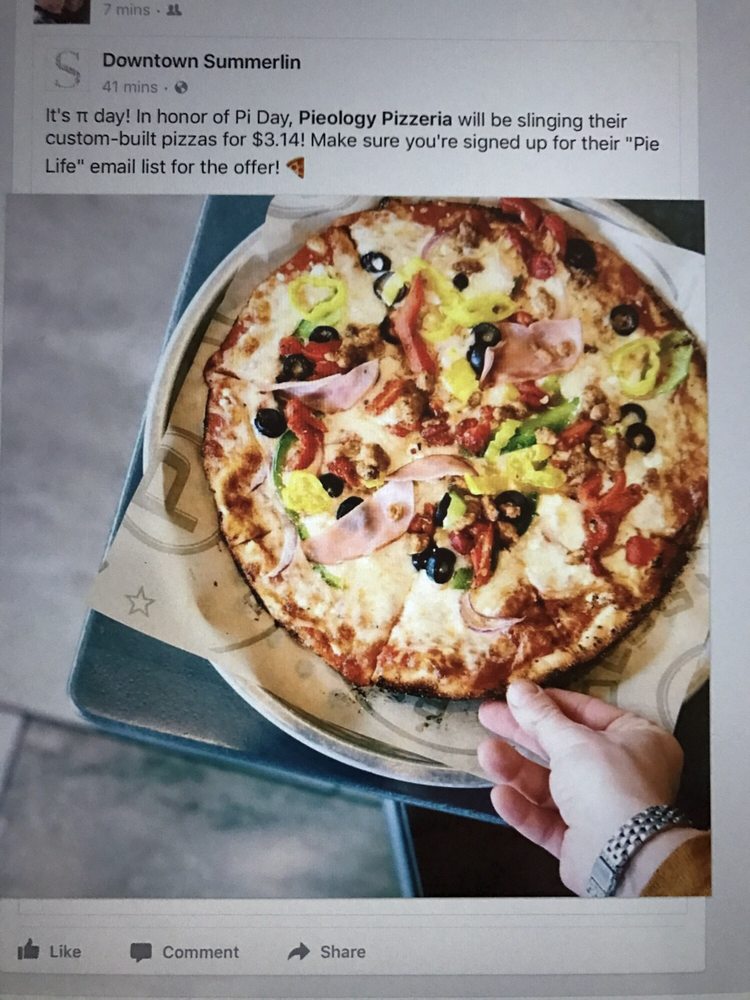 7 mins ·
S
Downtown Summerlin
41 mins ·
It's π day! In honor of Pi Day, Pieology Pizzeria will be slinging their
custom-built pizzas for $3.14! Make sure you're signed up for their "Pie
Life" email list for the offer! 🍕
Like Comment Share